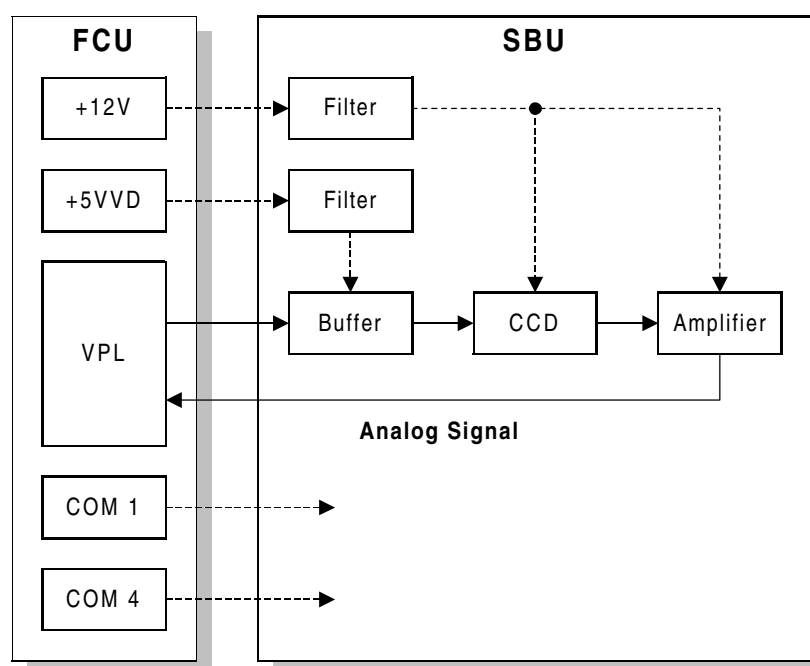 FCU
SBU
+12V
Filter
+5VVD
Filter
VPL
Buffer
CCD
Amplifier
Analog Signal
COM 1
COM 4